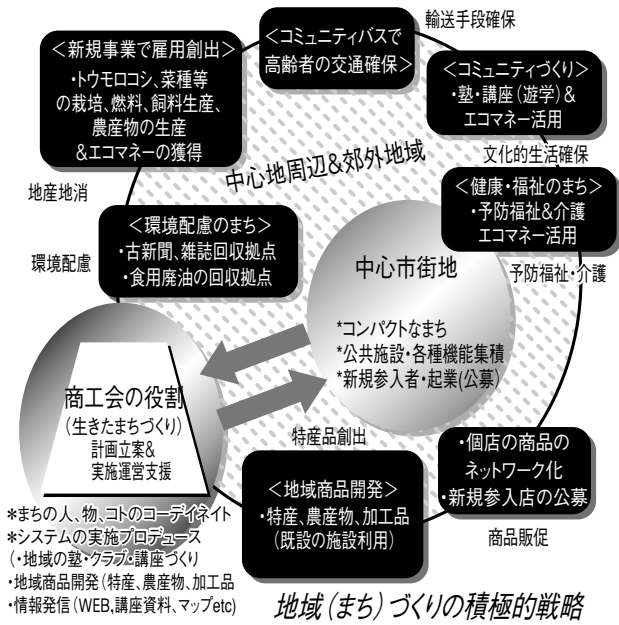 輸送手段確保
＜コミュニティバスで
高齢者の交通確保＞
＜新規事業で雇用創出＞
・トウモロコシ、菜種等
の栽培、燃料、飼料生産、
農産物の生産
＆エコマネーの獲得
＜コミュニティづくり＞
・塾・講座（遊学）＆
エコマネー活用
文化的生活確保
中心地周辺&郊外地域
地産地消
＜健康・福祉のまち＞
・予防福祉&介護
エコマネー活用
予防福祉・介護
＜環境配慮のまち＞
・古新聞、雑誌回収拠点
・食用廃油の回収拠点
環境配慮
中心市街地
*コンパクトなまち
*公共施設・各種機能集積
*新規参入者・起業(公募)
商工会の役割
（生きたまちづくり）
計画立案&
実施運営支援
特産品創出
＜地域商品開発＞
・特産、農産物、加工品
（既設の施設利用）
・個店の商品の
ネットワーク化
・新規参入店の公募
商品販促
*まちの人、物、コトのコーデイネイト
*システムの実施プロデュース
（・地域の塾・クラブ・講座づくり
・地域商品開発（特産、農産物、加工品
・情報発信（WEB,講座資料、マップetc)
地域（まち）づくりの積極的戦略